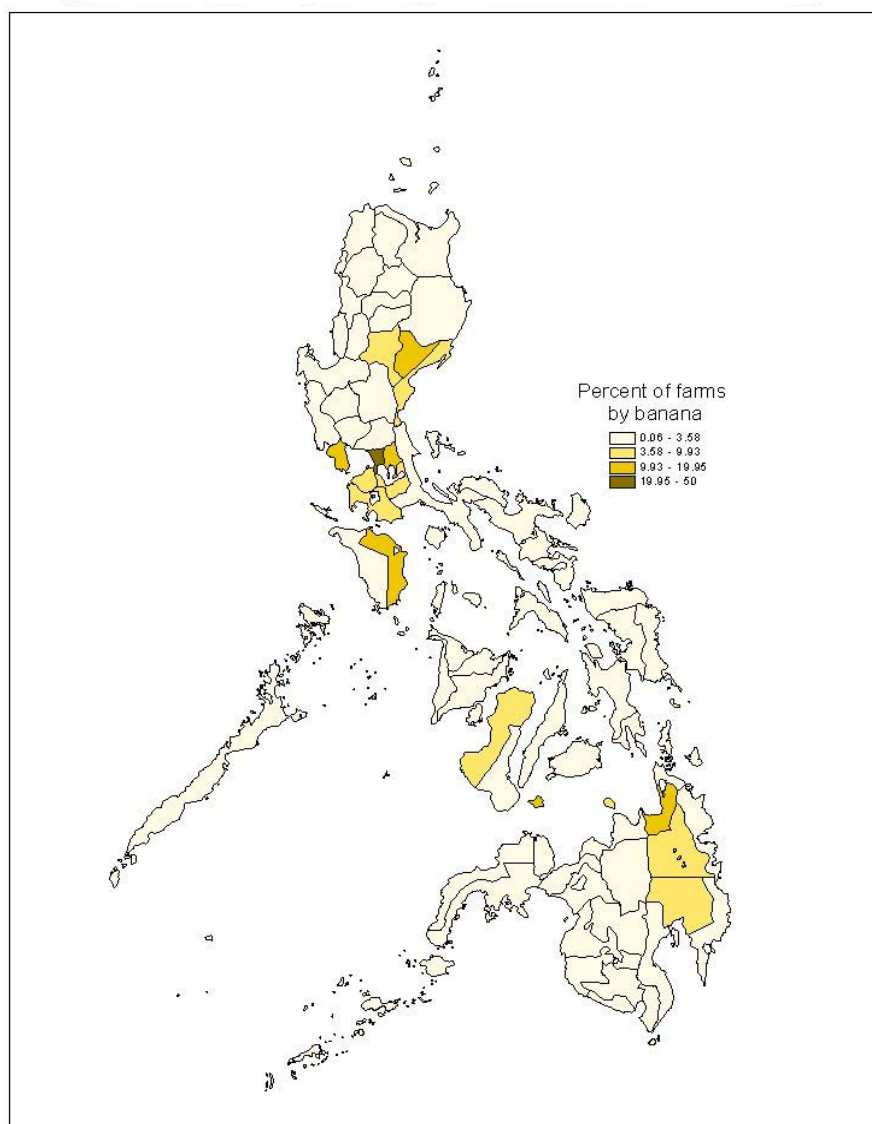 Percent of farms
by banana
0.06 - 3.58
3.58 - 9.93
9.93 - 19.95
19.95 - 50